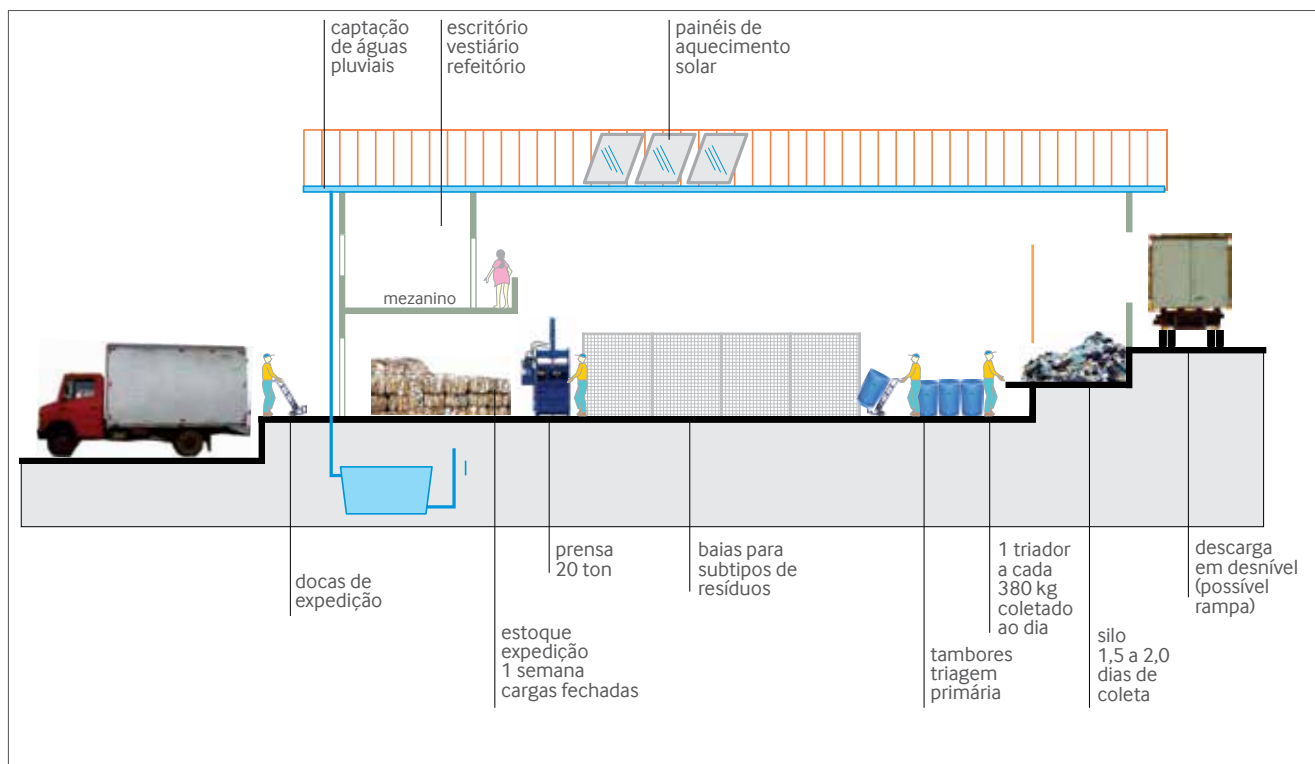 captação
de águas
pluviais
escritório
vestiário
refeitório
painéis de
aquecimento
solar
mezanino
docas de
expedição
estoque
expedição
1 semana
cargas fechadas
prensa
20 ton
baias para
subtipos de
resíduos
tambores
triagem
primária
1 triador
a cada
380 kg
coletado
ao dia
silo
1,5 a 2,0
dias de
coleta
descarga
em desnível
(possível
rampa)